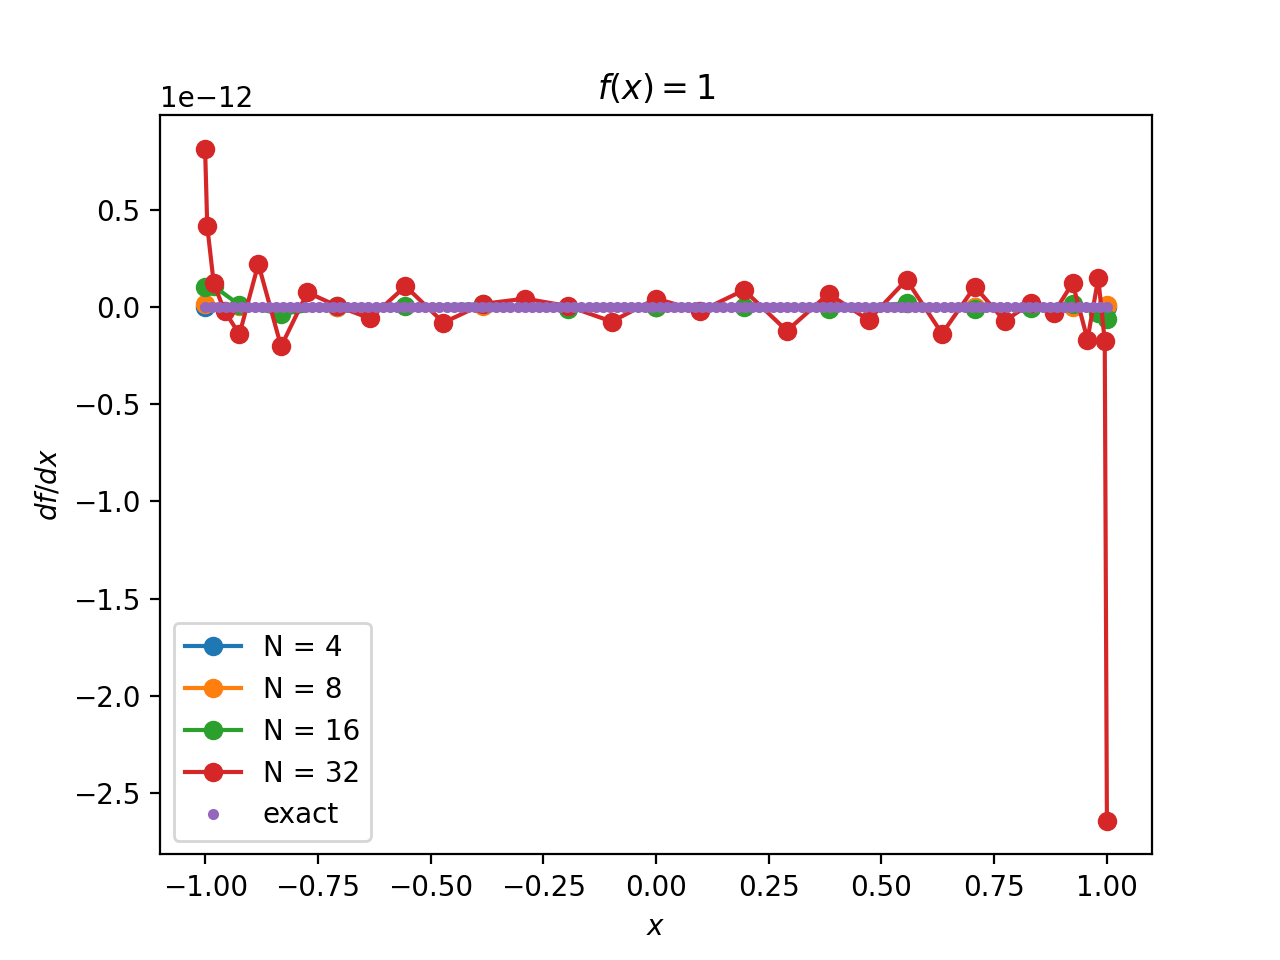 f(x) = 1
1e−12
0.5
0.0
−0.5
−1.0
−1.5
−2.0
−2.5
df/dx
N = 4
N = 8
N = 16
N = 32
exact
−1.00 −0.75 −0.50 −0.25 0.00 0.25 0.50 0.75 1.00
x